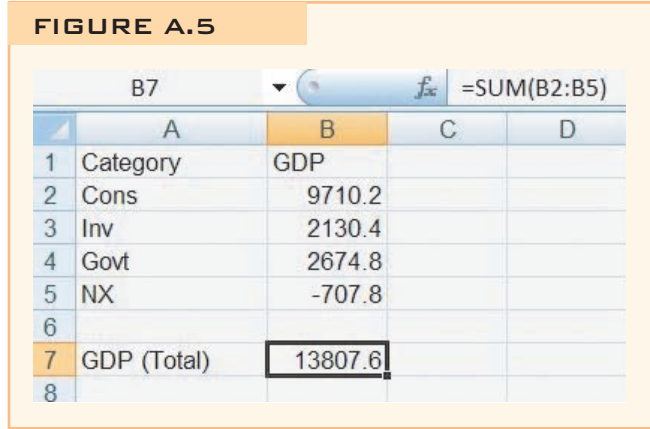 FIGURE A.5
B7 fx =SUM(B2:B5)
A B C D
1 Category GDP
2 Cons 9710.2
3 Inv 2130.4
4 Govt 2674.8
5 NX -707.8
6
7 GDP (Total) 13807.6
8